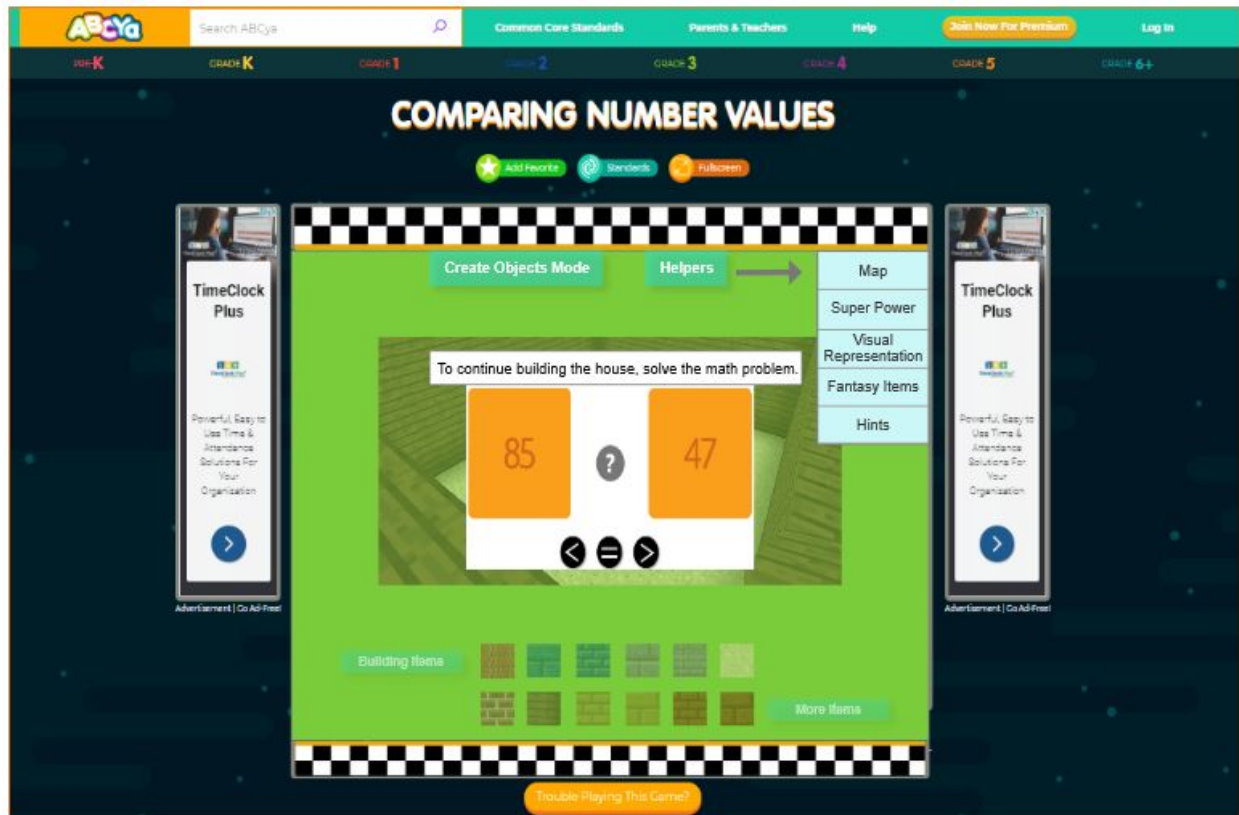 ABCYa
Search ABCya
Common Core Standards
Parents & Teachers
Help
Join Now For Premium
Log In
PRE-K
GRADE K
GRADE 1
GRADE 2
GRADE 3
GRADE 4
GRADE 5
GRADE 6+
COMPARING NUMBER VALUES
Add Favorite
Standards
Fullscreen
TimeClock
Plus
Powerful, Easy to
Use Time &
Attendance
Solutions For
Your
Organisation
Advertisement | Go Ad-Free!
Create Objects Mode
Helpers
Map
Super Power
Visual
Representation
Fantasy Items
Hints
To continue building the house, solve the math problem.
85
?
47
< = >
Building Items
More Items
TimeClock
Plus
Powerful, Easy to
Use Time &
Attendance
Solutions For
Your
Organisation
Advertisement | Go Ad-Free!
Trouble Playing This Game?